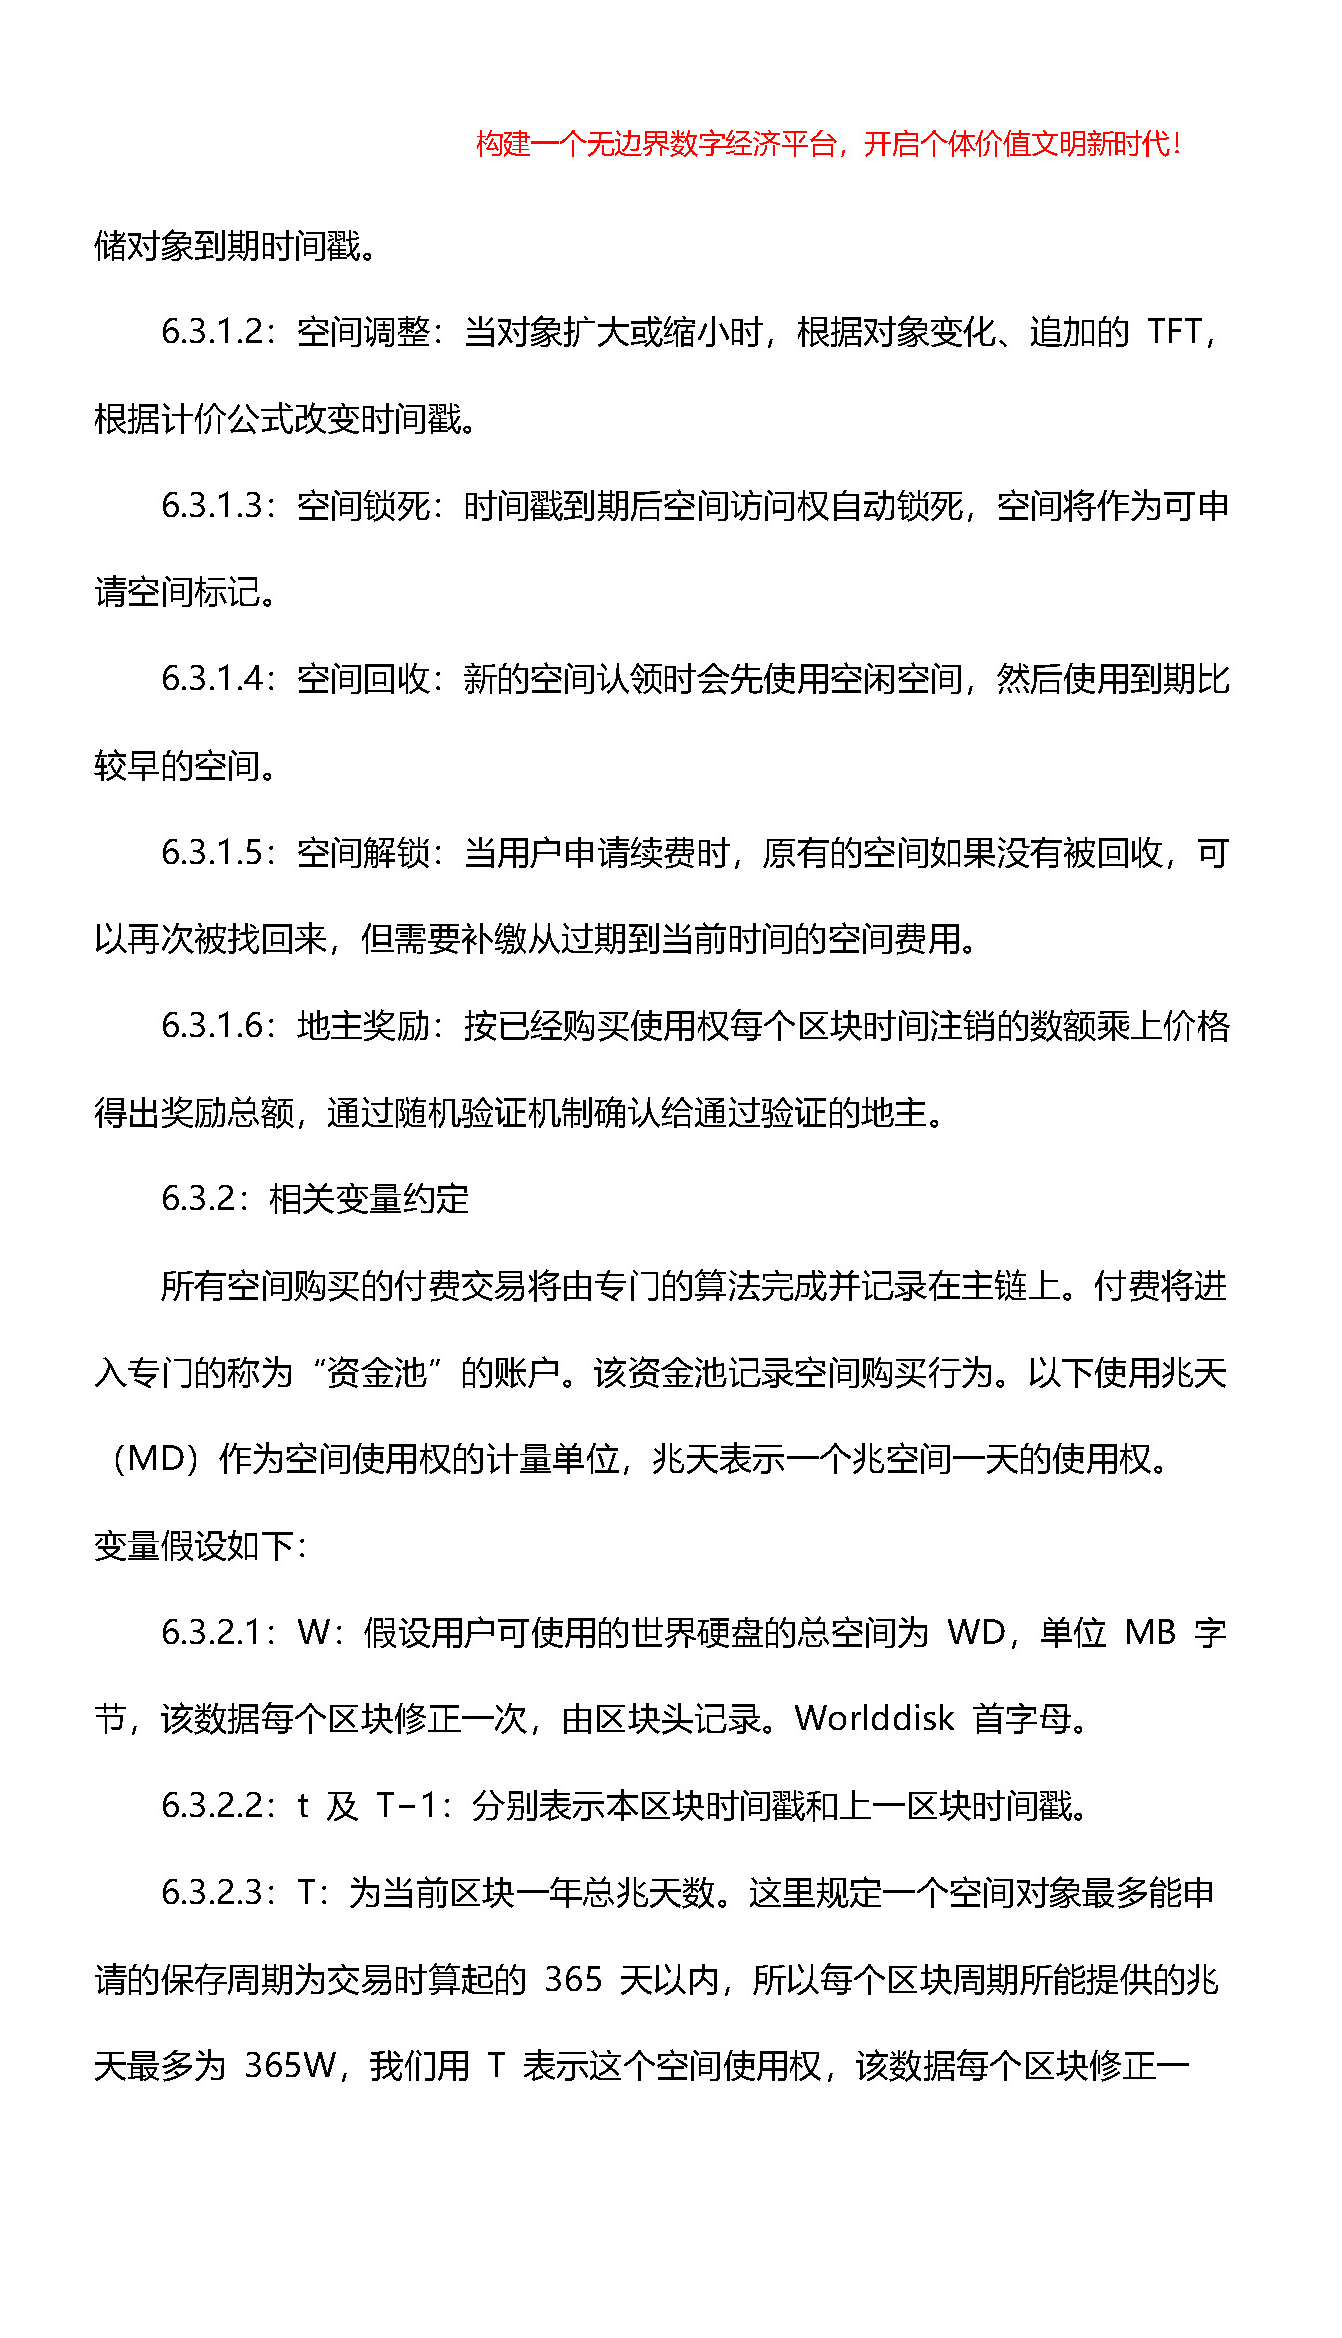 构建一个无边界数字经济平台，开启个体价值文明新时代！
储对象到期时间戳。
6.3.1.2：空间调整：当对象扩大或缩小时，根据对象变化、追加的 TFT，
根据计价公式改变时间戳。
6.3.1.3：空间锁死：时间戳到期后空间访问权自动锁死，空间将作为可申
请空间标记。
6.3.1.4：空间回收：新的空间认领时会先使用空闲空间，然后使用到期比
较早的空间。
6.3.1.5：空间解锁：当用户申请续费时，原有的空间如果没有被回收，可
以再次被找回来，但需要补缴从过期到当前时间的空间费用。
6.3.1.6：地主奖励：按已经购买使用权每个区块时间注销的数额乘上价格
得出奖励总额，通过随机验证机制确认给通过验证的地主。
6.3.2：相关变量约定
所有空间购买的付费交易将由专门的算法完成并记录在主链上。付费将进
入专门的称为“资金池”的账户。该资金池记录空间购买行为。以下使用兆天
（MD）作为空间使用权的计量单位，兆天表示一个兆空间一天的使用权。
变量假设如下：
6.3.2.1：W：假设用户可使用的世界硬盘的总空间为 WD，单位 MB 字
节，该数据每个区块修正一次，由区块头记录。Worlddisk 首字母。
6.3.2.2：t 及 T−1：分别表示本区块时间戳和上一区块时间戳。
6.3.2.3：T：为当前区块一年总兆天数。这里规定一个空间对象最多能申
请的保存周期为交易时算起的 365 天以内，所以每个区块周期所能提供的兆
天最多为 365W，我们用 T 表示这个空间使用权，该数据每个区块修正一